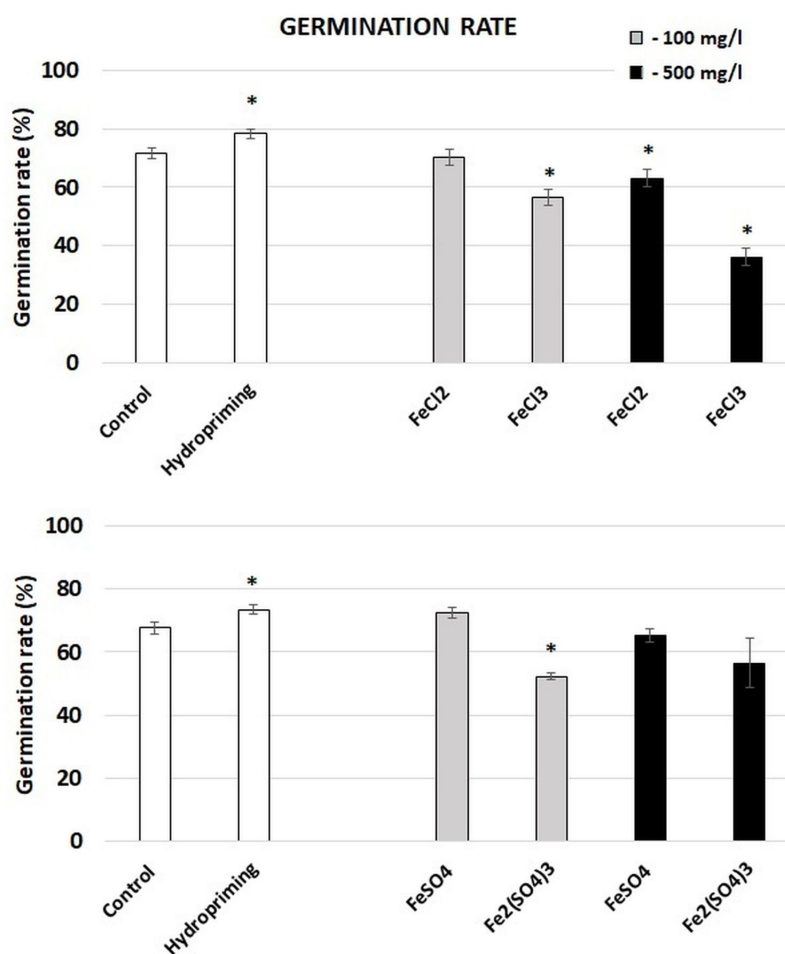 GERMINATION RATE
- 100 mg/l
- 500 mg/l
Germination rate (%)
100
80
60
40
20
0
*
*
*
*
Control
Hydropriming
FeCl2
FeCl3
FeCl2
FeCl3
Germination rate (%)
100
80
60
40
20
0
*
*
Control
Hydropriming
FeSO4
Fe2(SO4)3
FeSO4
Fe2(SO4)3